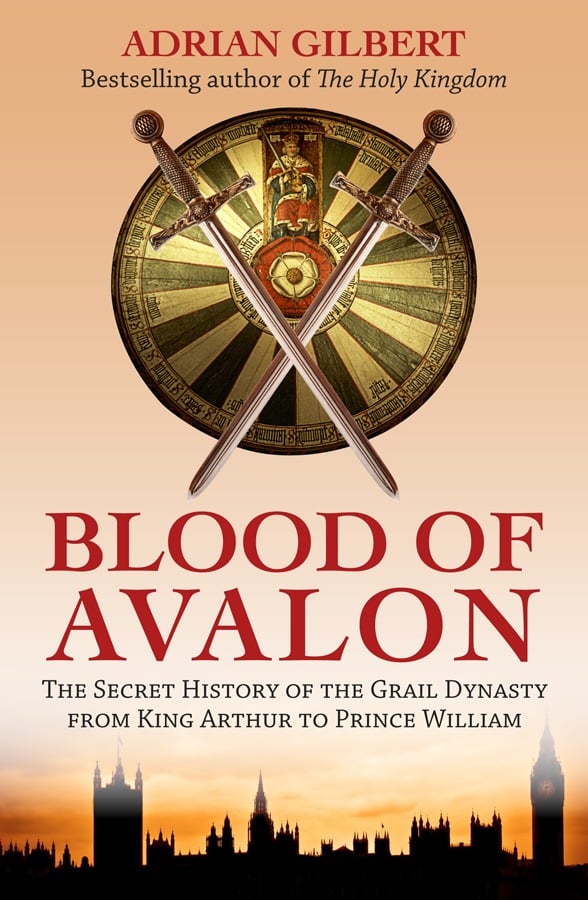 ADRIAN GILBERT
Bestselling author of The Holy Kingdom
BLOOD OF
AVALON
The Secret History of the Grail Dynasty
from King Arthur to Prince William